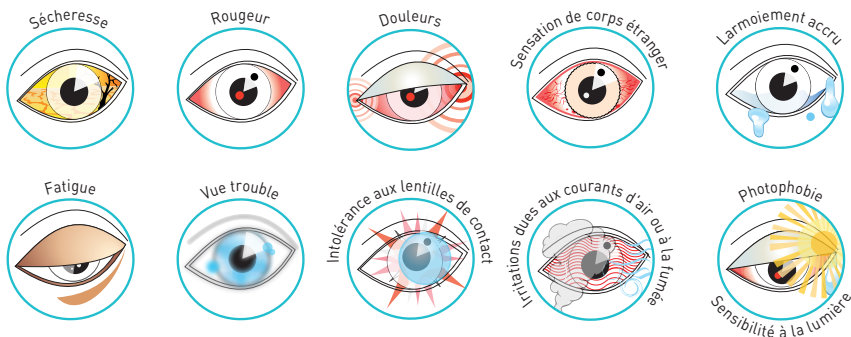 Sécheresse
Rougeur
Douleurs
Sensation de corps étranger
Larmoiement accru
Fatigue
Vue trouble
Intolérance aux lentilles de contact
Irritations dues aux courants d'air ou à la fumée
Photophobie
Sensibilité à la lumière